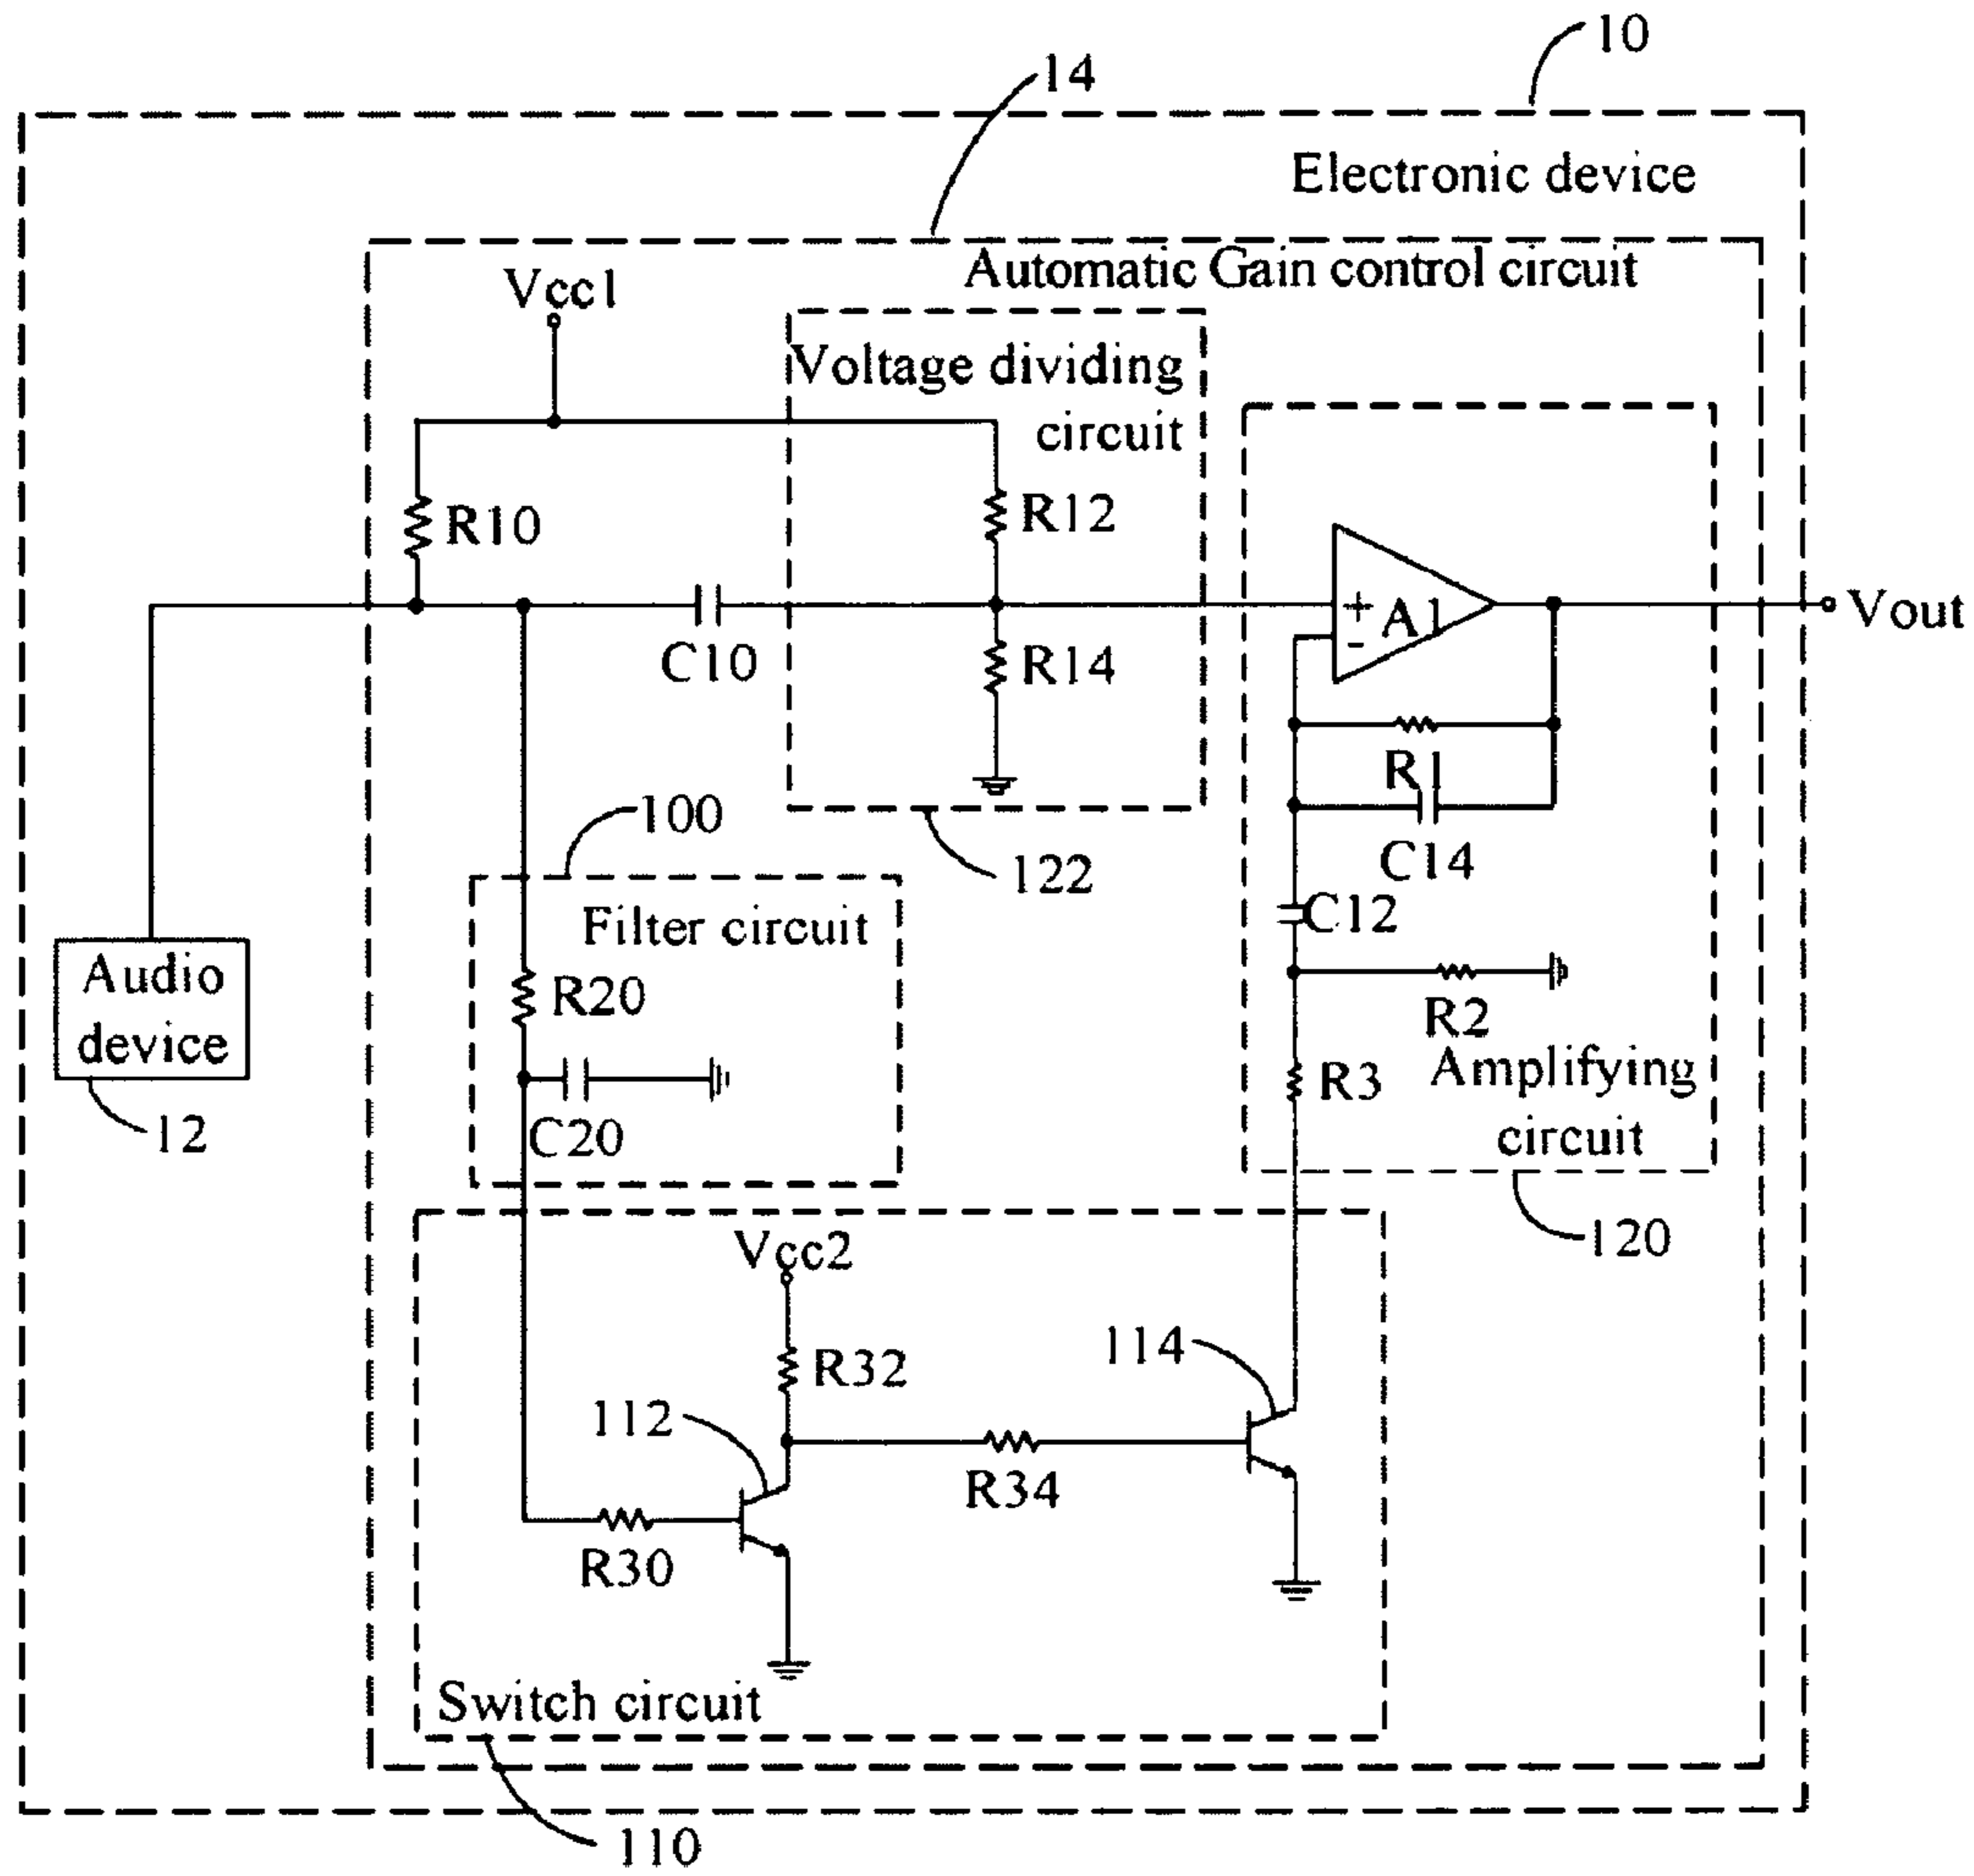 10
14
Electronic device
Automatic Gain control circuit
Vcc1
Voltage dividing
circuit
R10
R12
+
A1
-
Vout
C10
R14
R1
100
122
C14
Filter circuit
C12
Audio
device
R20
R2
R3
Amplifying
circuit
12
C20
120
Vcc2
114
R32
112
R34
R30
Switch circuit
110